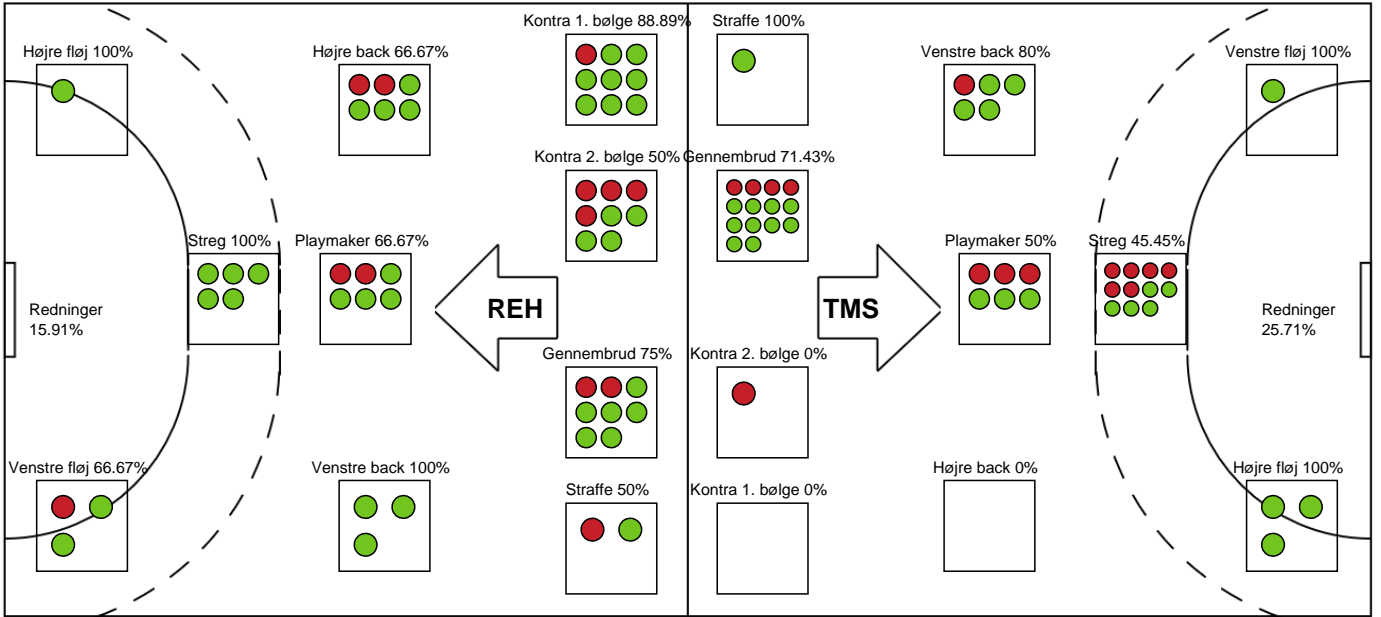 Kontra 1. bølge 88.89%
Straffe 100%
Højre fløj 100%
Højre back 66.67%
Venstre back 80%
Venstre fløj 100%
Kontra 2. bølge 50%
Gennembrud 71.43%
Streg 100%
Playmaker 66.67%
Playmaker 50%
Streg 45.45%
Redninger
15.91%
REH
TMS
Redninger
25.71%
Gennembrud 75%
Kontra 2. bølge 0%
Venstre fløj 66.67%
Venstre back 100%
Højre back 0%
Højre fløj 100%
Straffe 50%
Kontra 1. bølge 0%